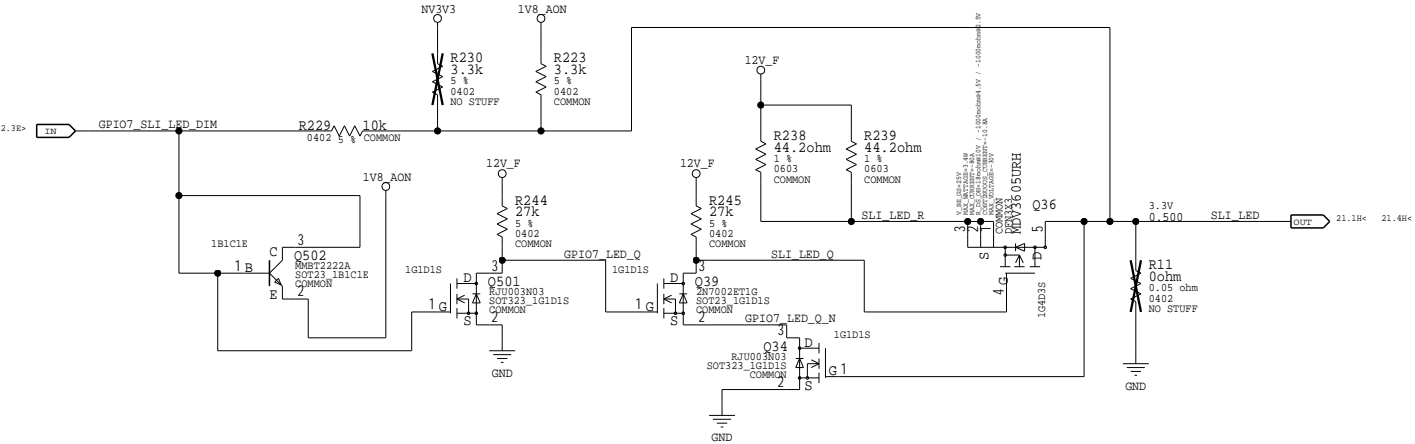 NV3V3
1V8_AON
R230
3.3k
5 %
0402
NO STUFF
R223
3.3k
5 %
0402
COMMON
12V_F
2.3E>
IN
GPIO7_SLI_LED_DIM
R229
10k
0402
5 %
COMMON
R238
44.2ohm
1 %
0603
COMMON
R239
44.2ohm
1 %
0603
COMMON
1V8_AON
12V_F
R244
27k
5 %
0402
COMMON
12V_F
R245
27k
5 %
0402
COMMON
SLI_LED_R
COMMON
DFN3X3
MDV3605URH
Q36
3
2
1
5
S
D
G
4
1G4D3S
3.3V
0.500
SLI_LED
OUT
21.1H<
21.4H<
1B1C1E
C
3
Q502
MMBT2222A
SOT23_1B1C1E
COMMON
1
B
E
2
GPIO7_LED_Q
1G1D1S
3
D
Q501
RJU003N03
SOT323_1G1D1S
COMMON
1
G
S
2
GND
SLI_LED_Q
1G1D1S
3
D
Q39
2N7002ET1G
SOT23_1G1D1S
COMMON
1
G
S
2
GPIO7_LED_Q_N
3
D
1G1D1S
Q34
RJU003N03
SOT323_1G1D1S
COMMON
G
1
2
S
GND
R11
0ohm
0.05 ohm
0402
NO STUFF
GND